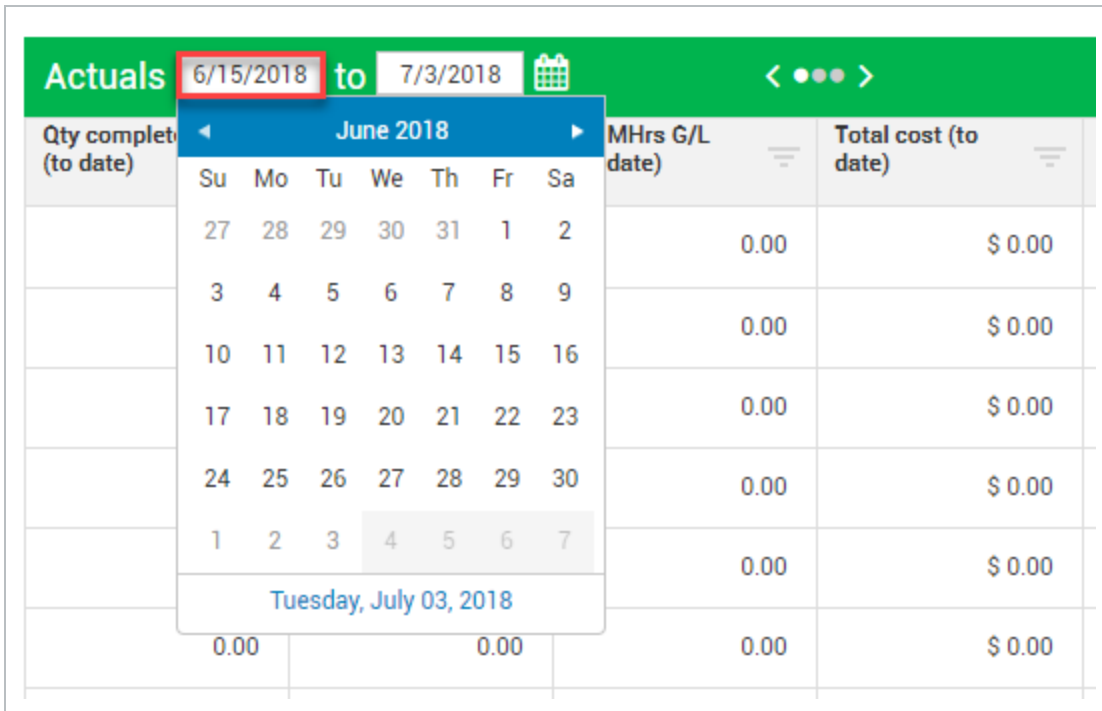 Actuals 6/15/2018 to 7/3/2018
Qty complet
(to date)
June 2018
MHrs G/L
date)
Total cost (to
date)
Su Mo Tu We Th Fr Sa
27 28 29 30 31 1 2
0.00 $ 0.00
3 4 5 6 7 8 9
0.00 $ 0.00
10 11 12 13 14 15 16
0.00 $ 0.00
17 18 19 20 21 22 23
24 25 26 27 28 29 30
0.00 $ 0.00
1 2 3 4 5 6 7
0.00 $ 0.00
Tuesday, July 03, 2018
0.00 0.00 0.00 $ 0.00